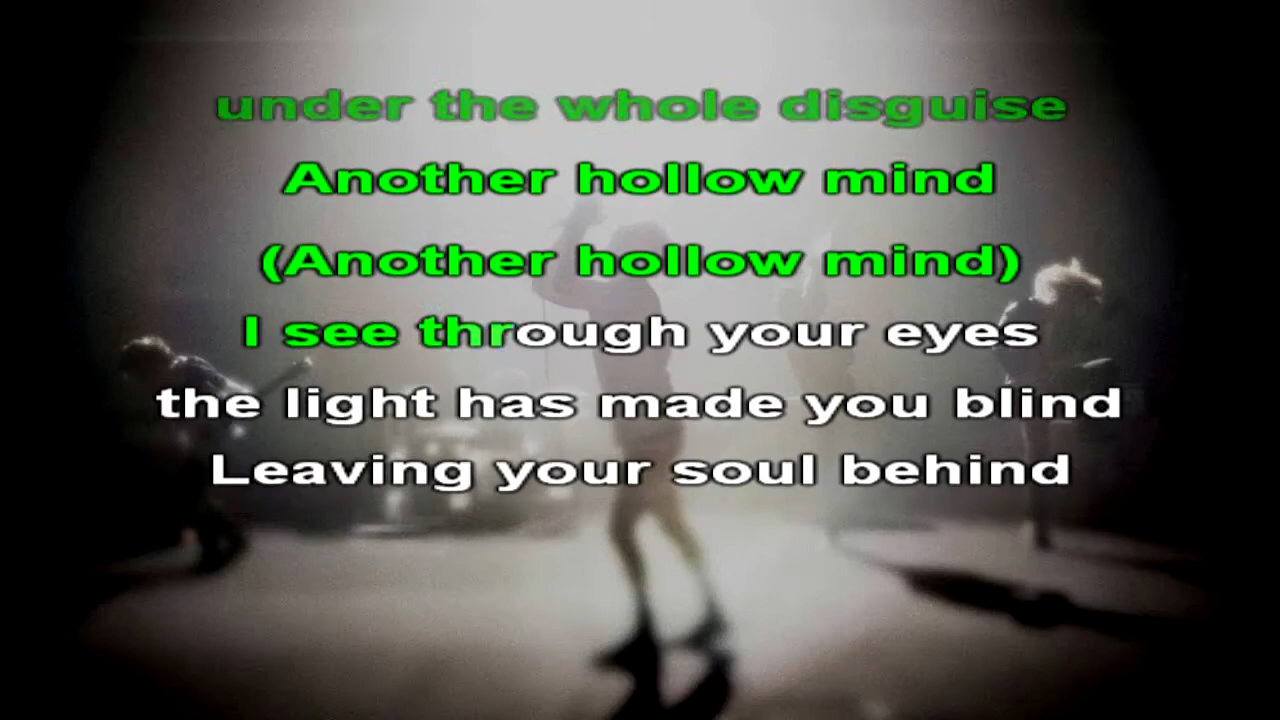 under the whole disguise
Another hollow mind
(Another hollow mind)
I see through your eyes
the light has made you blind
Leaving your soul behind